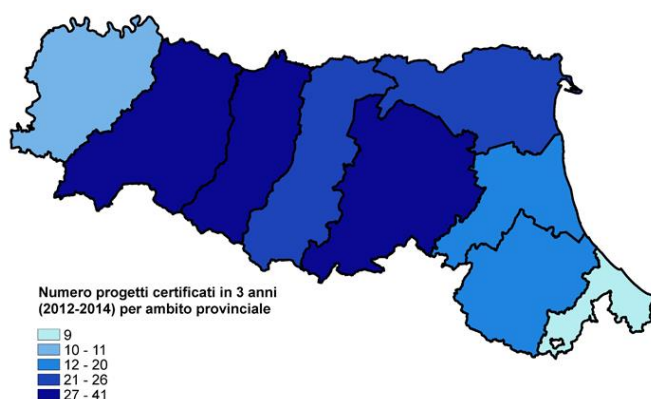 Numero progetti certificati in 3 anni
(2012-2014) per ambito provinciale
9
10 - 11
12 - 20
21 - 26
27 - 41